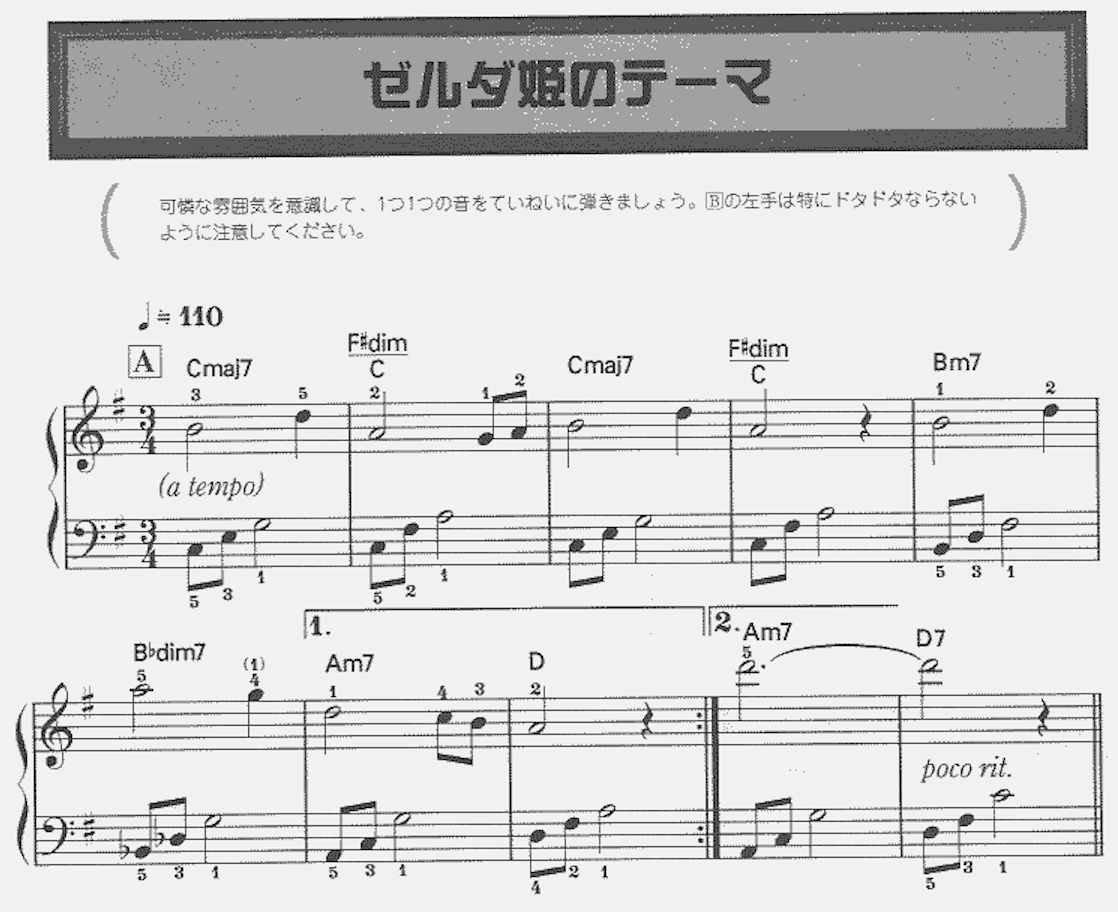 ゼルダ姫のテーマ
可憐な雰囲気を意識して、1つ1つの音をていねいに弾きましょう。Bの左手は特にドタドタならない
ように注意してください。
♩≒110
A Cmaj7 F♯dim/C Cmaj7 F♯dim/C Bm7
3 5 2 1 2 1 2
3/4
(a tempo)
3/4
5 3 1 5 2 1 5 3 1
1. 2.
B♭dim7 Am7 D Am7 D7
5 (1) 4 1 4 3 2 5
poco rit.
5 3 1 5 3 1 4 2 1 5 3 1